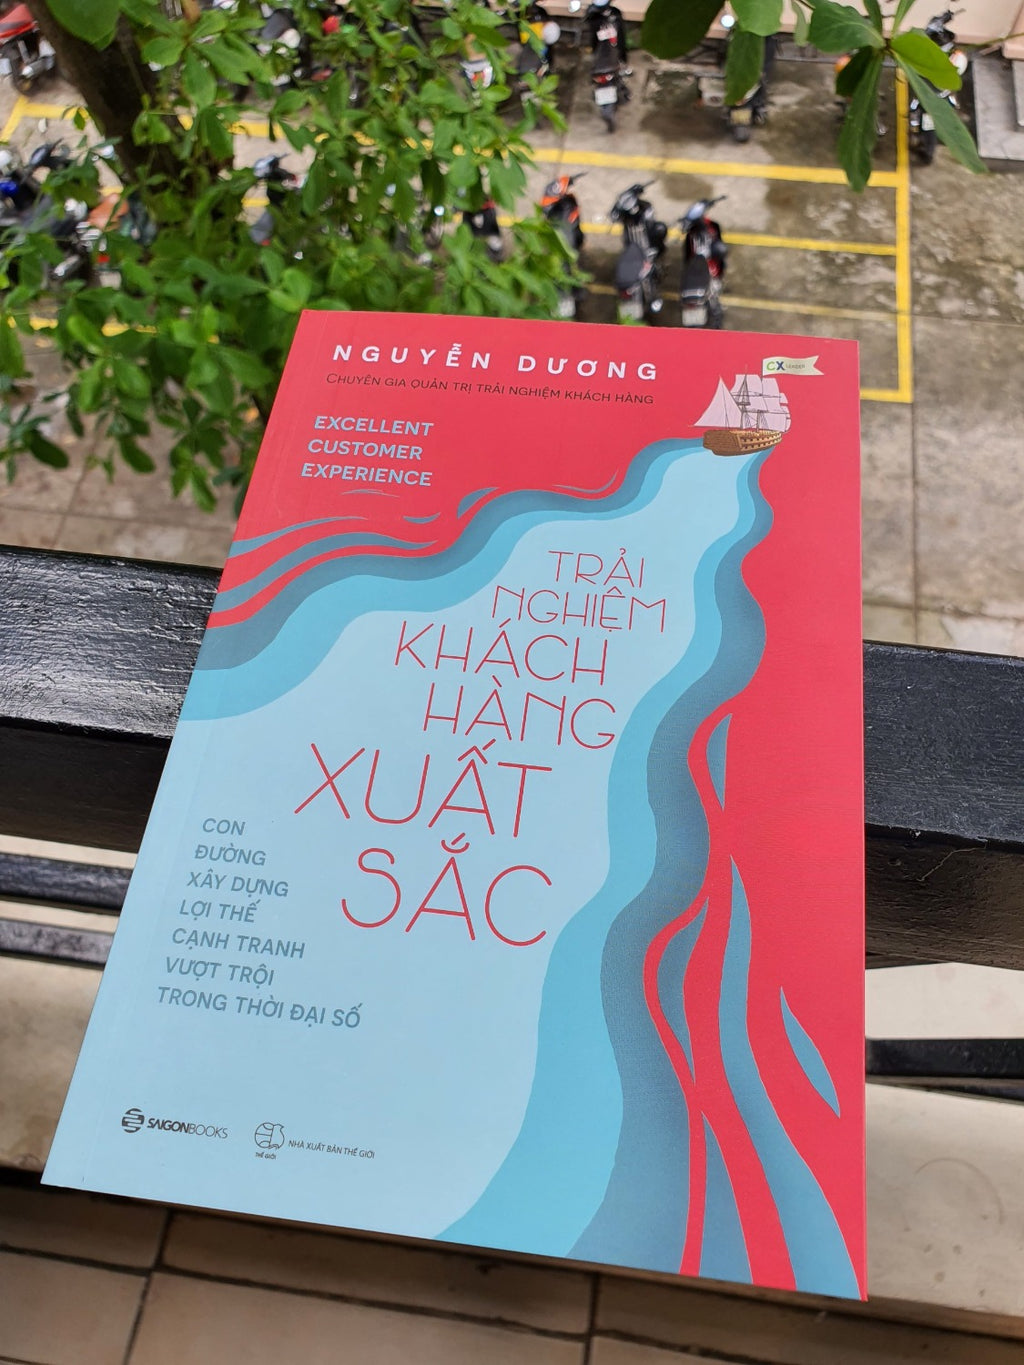 NGUYỄN DƯƠNG
CHUYÊN GIA QUẢN TRỊ TRẢI NGHIỆM KHÁCH HÀNG
CX LEADER
EXCELLENT
CUSTOMER
EXPERIENCE
TRẢI
NGHIỆM
KHÁCH
HÀNG
XUẤT
SẮC
CON
ĐƯỜNG
XÂY DỰNG
LỢI THẾ
CẠNH TRANH
VƯỢT TRỘI
TRONG THỜI ĐẠI SỐ
SAIGONBOOKS
THẾ GIỚI
NHÀ XUẤT BẢN THẾ GIỚI